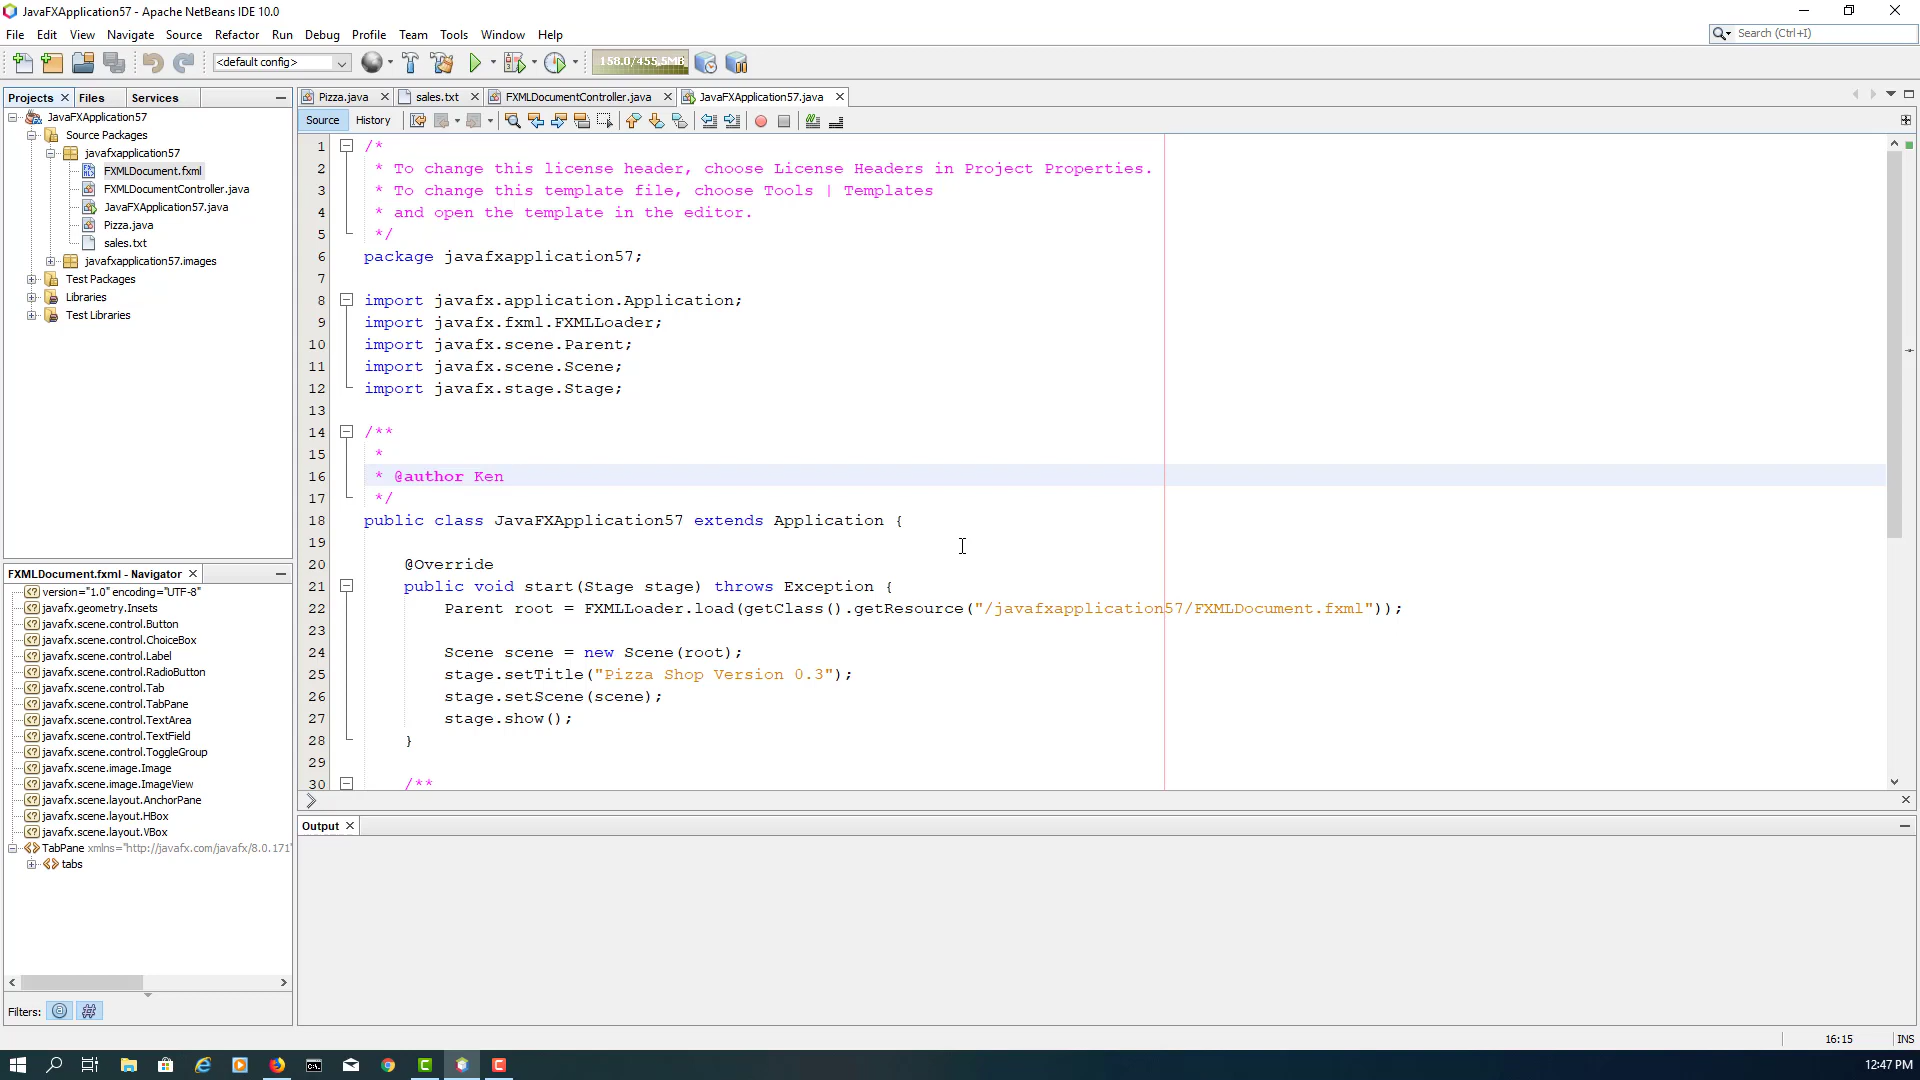 JavaFXApplication57 - Apache NetBeans IDE 10.0
File Edit View Navigate Source Refactor Run Debug Profile Team Tools Window Help
Search (Ctrl+I)
<default config>
158.0/455.5MB
Projects Files Services
JavaFXApplication57
Source Packages
javafxapplication57
FXMLDocument.fxml
FXMLDocumentController.java
JavaFXApplication57.java
Pizza.java
sales.txt
javafxapplication57.images
Test Packages
Libraries
Test Libraries
FXMLDocument.fxml - Navigator
version="1.0" encoding="UTF-8"
javafx.geometry.Insets
javafx.scene.control.Button
javafx.scene.control.ChoiceBox
javafx.scene.control.Label
javafx.scene.control.RadioButton
javafx.scene.control.Tab
javafx.scene.control.TabPane
javafx.scene.control.TextArea
javafx.scene.control.TextField
javafx.scene.control.ToggleGroup
javafx.scene.image.Image
javafx.scene.image.ImageView
javafx.scene.layout.AnchorPane
javafx.scene.layout.HBox
javafx.scene.layout.VBox
TabPane xmlns="http://javafx.com/javafx/8.0.171"
tabs
Filters:
Pizza.java sales.txt FXMLDocumentController.java JavaFXApplication57.java
Source History
1 /*
2 * To change this license header, choose License Headers in Project Properties.
3 * To change this template file, choose Tools | Templates
4 * and open the template in the editor.
5 */
6 package javafxapplication57;
7
8 import javafx.application.Application;
9 import javafx.fxml.FXMLLoader;
10 import javafx.scene.Parent;
11 import javafx.scene.Scene;
12 import javafx.stage.Stage;
13
14 /**
15 *
16 * @author Ken
17 */
18 public class JavaFXApplication57 extends Application {
19
20 @Override
21 public void start(Stage stage) throws Exception {
22 Parent root = FXMLLoader.load(getClass().getResource("/javafxapplication57/FXMLDocument.fxml"));
23
24 Scene scene = new Scene(root);
25 stage.setTitle("Pizza Shop Version 0.3");
26 stage.setScene(scene);
27 stage.show();
28 }
29
30 /**
Output
16:15 INS
12:47 PM